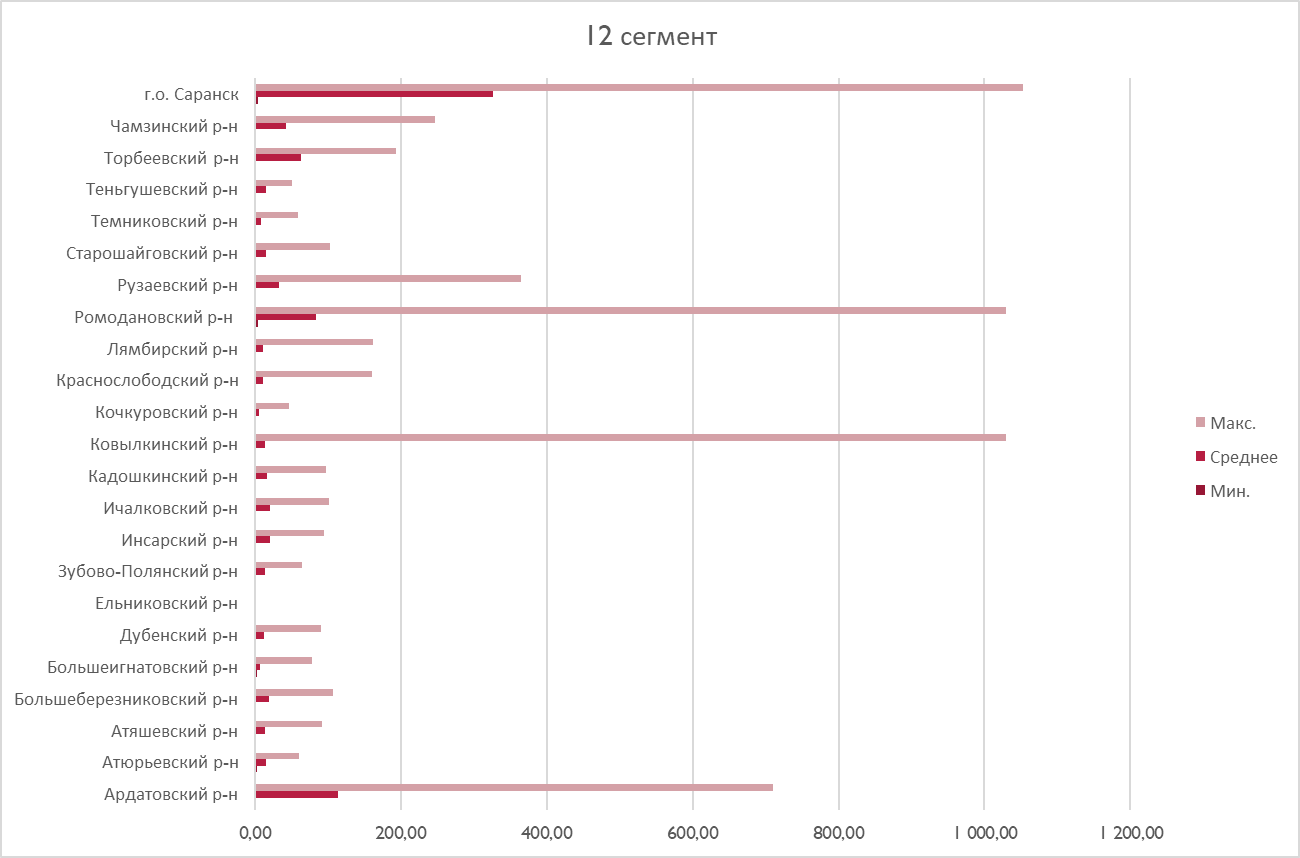 12 сегмент
г.о. Саранск
Чамзинский р-н
Торбеевский р-н
Теньгушевский р-н
Темниковский р-н
Старошайговский р-н
Рузаевский р-н
Ромодановский р-н
Лямбирский р-н
Краснослободский р-н
Кочкуровский р-н
Ковылкинский р-н
Кадошкинский р-н
Ичалковский р-н
Инсарский р-н
Зубово-Полянский р-н
Ельниковский р-н
Дубенский р-н
Большеигнатовский р-н
Большеберезниковский р-н
Атяшевский р-н
Атюрьевский р-н
Ардатовский р-н
0,00 200,00 400,00 600,00 800,00 1 000,00 1 200,00
Макс.
Среднее
Мин.